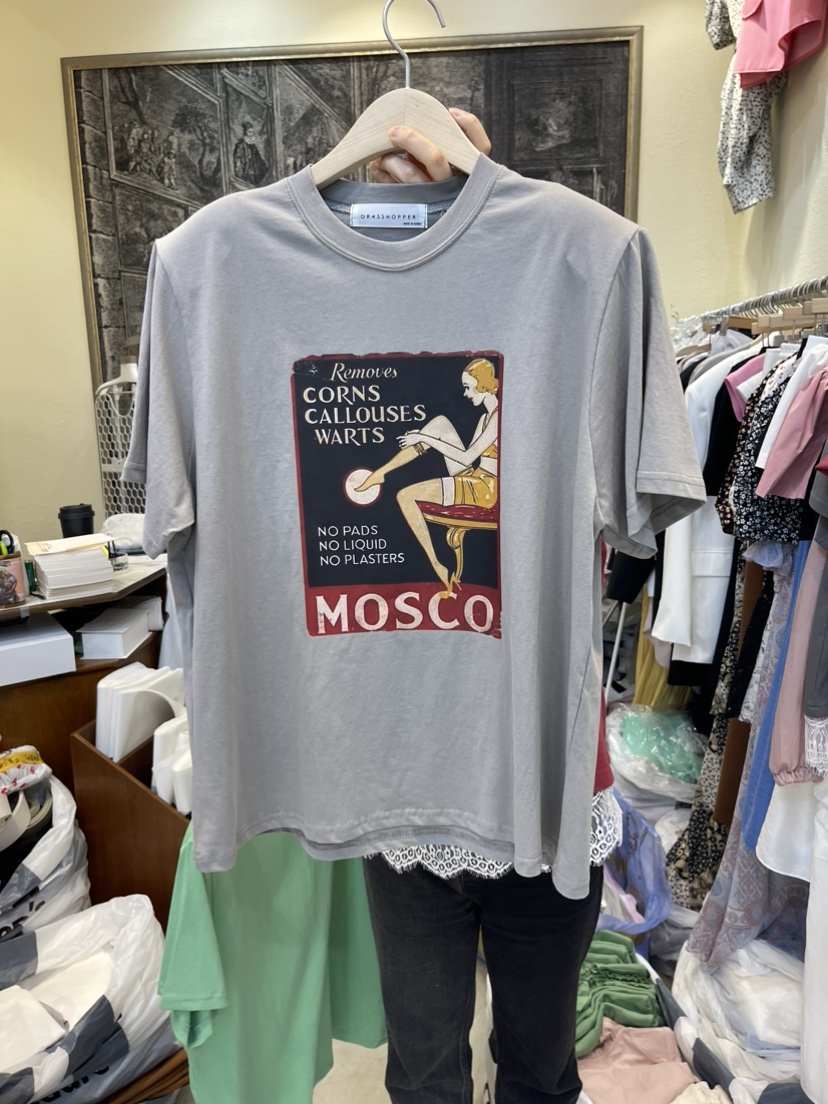 GRASSHOPPER
Removes
CORNS
CALLOUSES
WARTS
NO PADS
NO LIQUID
NO PLASTERS
MOSCO